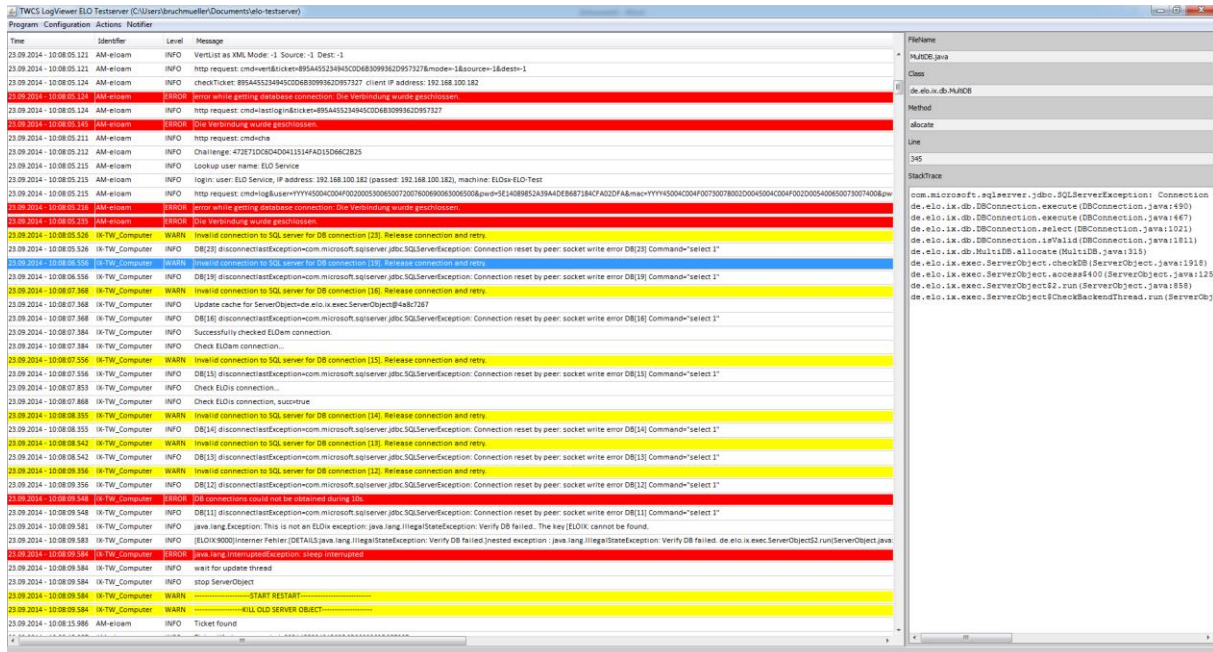 TWCS LogViewer ELO Testserver (C:\Users\bruchmueller\Documents\elo-testserver)
Program Configuration Actions Notifier
Time Identifier Level Message
23.09.2014 - 10:08:05.121 AM-eloam INFO VertList as XML Mode: -1 Source: -1 Dest: -1
23.09.2014 - 10:08:05.121 AM-eloam INFO http request: cmd=vert&ticket=895A455234945C0D6B3099362D957327&mode=-1&source=-1&dest=-1
23.09.2014 - 10:08:05.124 AM-eloam INFO checkTicket: 895A455234945C0D6B3099362D957327 client IP address: 192.168.100.182
23.09.2014 - 10:08:05.124 AM-eloam ERROR error while getting database connection: Die Verbindung wurde geschlossen.
23.09.2014 - 10:08:05.124 AM-eloam INFO http request: cmd=lastlogin&ticket=895A455234945C0D6B3099362D957327
23.09.2014 - 10:08:05.145 AM-eloam ERROR Die Verbindung wurde geschlossen.
23.09.2014 - 10:08:05.211 AM-eloam INFO http request: cmd=cha
23.09.2014 - 10:08:05.212 AM-eloam INFO Challenge: 472E71DC6D4D0411514FAD15D66C2B25
23.09.2014 - 10:08:05.215 AM-eloam INFO Lookup user name: ELO Service
23.09.2014 - 10:08:05.215 AM-eloam INFO login: user: ELO Service, IP address: 192.168.100.182 (passed: 192.168.100.182), machine: ELOsx-ELO-Test
23.09.2014 - 10:08:05.215 AM-eloam INFO http request:
23.09.2014 - 10:08:05.216 AM-eloam ERROR error while getting database connection: Die Verbindung wurde geschlossen.
23.09.2014 - 10:08:05.235 AM-eloam ERROR Die Verbindung wurde geschlossen.
23.09.2014 - 10:08:05.526 IX-TW_Computer WARN Invalid connection to SQL server for DB connection [23]. Release connection and retry.
23.09.2014 - 10:08:05.526 IX-TW_Computer INFO DB[23] disconnectlastException=com.microsoft.sqlserver.jdbc.SQLServerException: Connection reset by peer: socket write error DB[23] Command="select 1"
23.09.2014 - 10:08:06.556 IX-TW_Computer WARN Invalid connection to SQL server for DB connection [19]. Release connection and retry.
23.09.2014 - 10:08:06.556 IX-TW_Computer INFO DB[19] disconnectlastException=com.microsoft.sqlserver.jdbc.SQLServerException: Connection reset by peer: socket write error DB[19] Command="select 1"
23.09.2014 - 10:08:07.368 IX-TW_Computer WARN Invalid connection to SQL server for DB connection [16]. Release connection and retry.
23.09.2014 - 10:08:07.368 IX-TW_Computer INFO Update cache for ServerObject=de.elo.ix.exec.ServerObject@4a8c7267
23.09.2014 - 10:08:07.368 IX-TW_Computer INFO DB[16] disconnectlastException=com.microsoft.sqlserver.jdbc.SQLServerException: Connection reset by peer: socket write error DB[16] Command="select 1"
23.09.2014 - 10:08:07.384 IX-TW_Computer INFO Successfully checked ELOam connection.
23.09.2014 - 10:08:07.384 IX-TW_Computer INFO Check ELOam connection...
23.09.2014 - 10:08:07.556 IX-TW_Computer WARN Invalid connection to SQL server for DB connection [15]. Release connection and retry.
23.09.2014 - 10:08:07.556 IX-TW_Computer INFO DB[15] disconnectlastException=com.microsoft.sqlserver.jdbc.SQLServerException: Connection reset by peer: socket write error DB[15] Command="select 1"
23.09.2014 - 10:08:07.853 IX-TW_Computer INFO Check ELOis connection...
23.09.2014 - 10:08:07.868 IX-TW_Computer INFO Check ELOis connection, succ=true
23.09.2014 - 10:08:08.355 IX-TW_Computer WARN Invalid connection to SQL server for DB connection [14]. Release connection and retry.
23.09.2014 - 10:08:08.355 IX-TW_Computer INFO DB[14] disconnectlastException=com.microsoft.sqlserver.jdbc.SQLServerException: Connection reset by peer: socket write error DB[14] Command="select 1"
23.09.2014 - 10:08:08.542 IX-TW_Computer WARN Invalid connection to SQL server for DB connection [13]. Release connection and retry.
23.09.2014 - 10:08:08.542 IX-TW_Computer INFO DB[13] disconnectlastException=com.microsoft.sqlserver.jdbc.SQLServerException: Connection reset by peer: socket write error DB[13] Command="select 1"
23.09.2014 - 10:08:09.356 IX-TW_Computer WARN Invalid connection to SQL server for DB connection [12]. Release connection and retry.
23.09.2014 - 10:08:09.356 IX-TW_Computer INFO DB[12] disconnectlastException=com.microsoft.sqlserver.jdbc.SQLServerException: Connection reset by peer: socket write error DB[12] Command="select 1"
23.09.2014 - 10:08:09.548 IX-TW_Computer ERROR DB connections could not be obtained during 10s.
23.09.2014 - 10:08:09.548 IX-TW_Computer INFO DB[11] disconnectlastException=com.microsoft.sqlserver.jdbc.SQLServerException: Connection reset by peer: socket write error DB[11] Command="select 1"
23.09.2014 - 10:08:09.581 IX-TW_Computer INFO java.lang.Exception: This is not an ELOix exception: java.lang.IllegalStateException: Verify DB failed.. The key [ELOIX: cannot be found.
23.09.2014 - 10:08:09.583 IX-TW_Computer INFO [ELOIX:9000]Interner Fehler.[DETAILS:java.lang.IllegalStateException: Verify DB failed.]nested exception : java.lang.IllegalStateException: Verify DB failed. de.elo.ix.exec.ServerObject$2.run(ServerObject.java:
23.09.2014 - 10:08:09.584 IX-TW_Computer ERROR java.lang.InterruptedException: sleep interrupted
23.09.2014 - 10:08:09.584 IX-TW_Computer INFO wait for update thread
23.09.2014 - 10:08:09.584 IX-TW_Computer INFO stop ServerObject
23.09.2014 - 10:08:09.584 IX-TW_Computer WARN ---------------------START RESTART---------------------------
23.09.2014 - 10:08:09.584 IX-TW_Computer WARN -------------------KILL OLD SERVER OBJECT-------------------
23.09.2014 - 10:08:15.986 AM-eloam INFO Ticket found
FileName
MultiDB.java
Class
de.elo.ix.db.MultiDB
Method
allocate
Line
345
StackTrace
com.microsoft.sqlserver.jdbc.SQLServerException: Connection
de.elo.ix.db.DBConnection.execute(DBConnection.java:490)
de.elo.ix.db.DBConnection.execute(DBConnection.java:467)
de.elo.ix.db.DBConnection.select(DBConnection.java:1021)
de.elo.ix.db.DBConnection.isValid(DBConnection.java:1811)
de.elo.ix.db.MultiDB.allocate(MultiDB.java:315)
de.elo.ix.exec.ServerObject.checkDB(ServerObject.java:1918)
de.elo.ix.exec.ServerObject.access$400(ServerObject.java:125
de.elo.ix.exec.ServerObject$2.run(ServerObject.java:858)
de.elo.ix.exec.ServerObject$CheckBackendThread.run(ServerObj